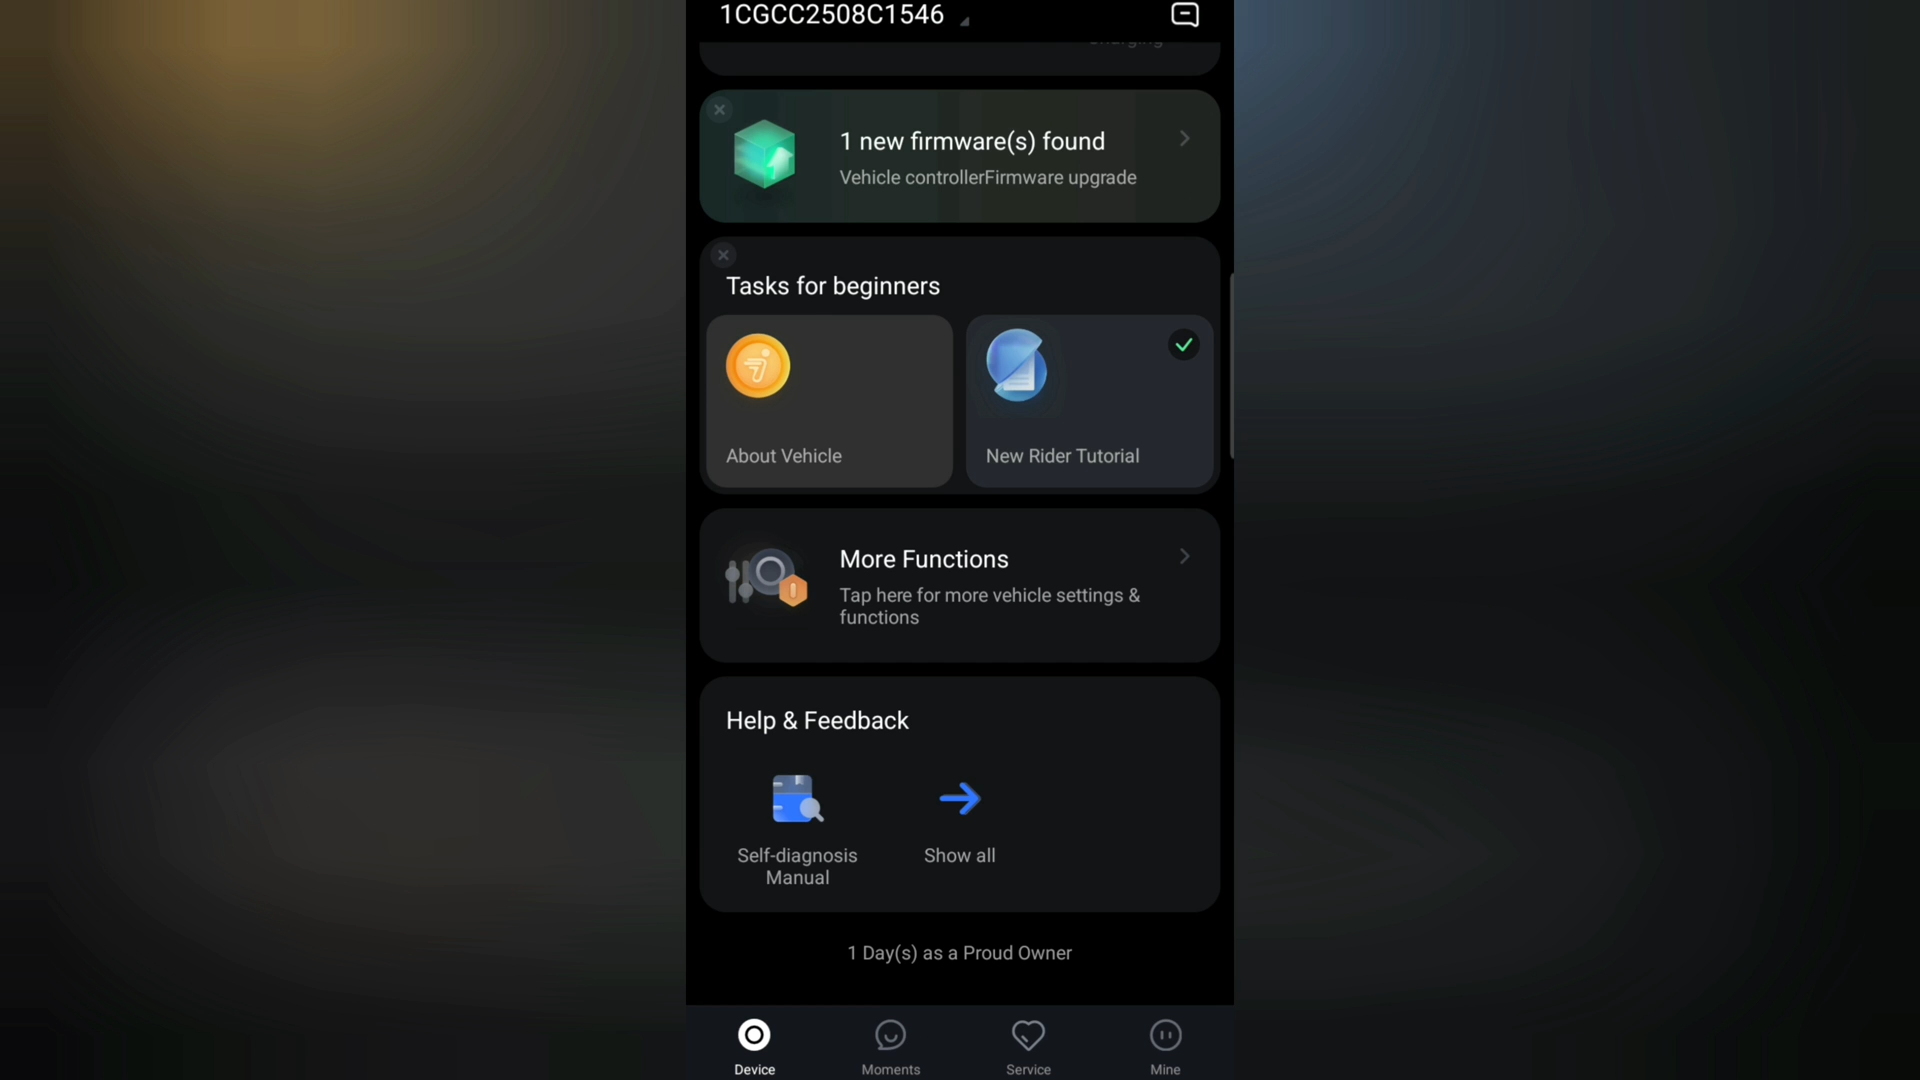 1CGCC2508C1546
Charging
1 new firmware(s) found
Vehicle controllerFirmware upgrade
Tasks for beginners
About Vehicle
New Rider Tutorial
More Functions
Tap here for more vehicle settings &
functions
Help & Feedback
Self-diagnosis
Manual
Show all
1 Day(s) as a Proud Owner
Device
Moments
Service
Mine